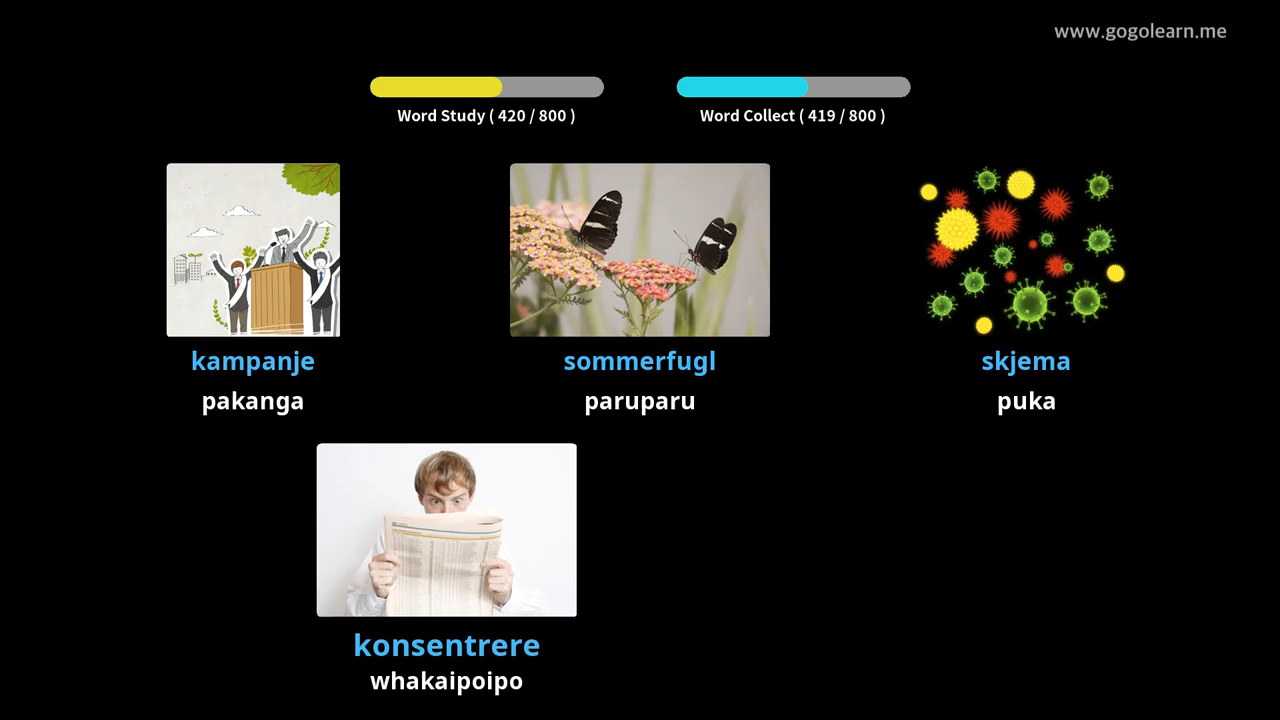 www.gogolearn.me
Word Study ( 420 / 800 )
Word Collect ( 419 / 800 )
kampanje
pakanga
sommerfugl
paruparu
skjema
puka
konsentrere
whakaipoipo